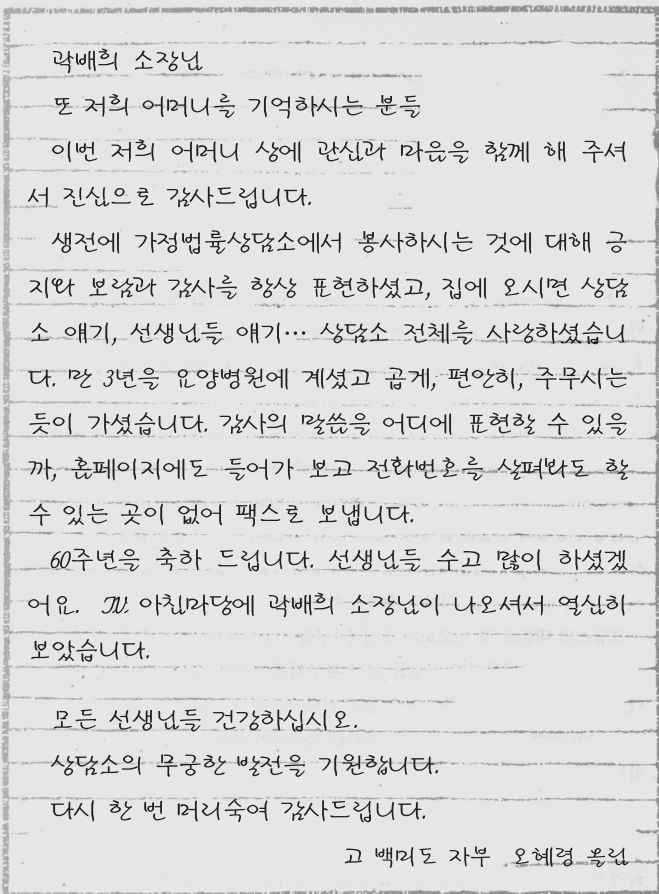 곽배희 소장님
또 저희 어머니를 기억하시는 분들
이번 저희 어머니 상에 관심과 마음을 함께 해 주셔
서 진심으로 감사드립니다.
생전에 가정법률상담소에서 봉사하시는 것에 대해 긍
지와 보람과 감사를 항상 표현하셨고, 집에 오시면 상담
소 얘기, 선생님들 얘기… 상담소 전체를 사랑하셨습니
다. 만 3년을 요양병원에 계셨고 곱게, 편안히, 주무시는
듯이 가셨습니다. 감사의 말씀을 어디에 표현할 수 있을
까, 홈페이지에도 들어가 보고 전화번호를 살펴봐도 할
수 있는 곳이 없어 팩스로 보냅니다.
60주년을 축하 드립니다. 선생님들 수고 많이 하셨겠
어요. TV. 아침마당에 곽배희 소장님이 나오셔서 열심히
보았습니다.
모든 선생님들 건강하십시오.
상담소의 무궁한 발전을 기원합니다.
다시 한 번 머리숙여 감사드립니다.
고 백미도 자부 오혜령 올림